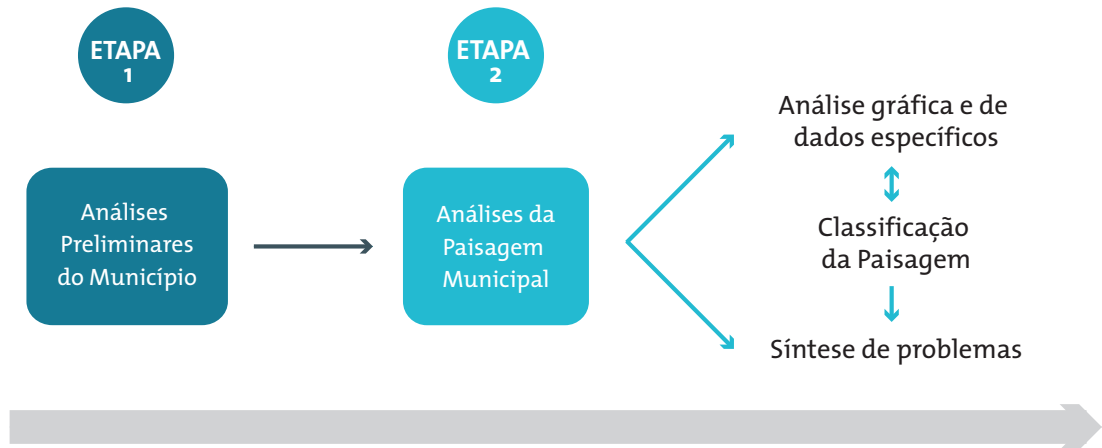 ETAPA
1
Análises
Preliminares
do Município
ETAPA
2
Análises da
Paisagem
Municipal
Análise gráfica e de
dados específicos
Classificação
da Paisagem
Síntese de problemas